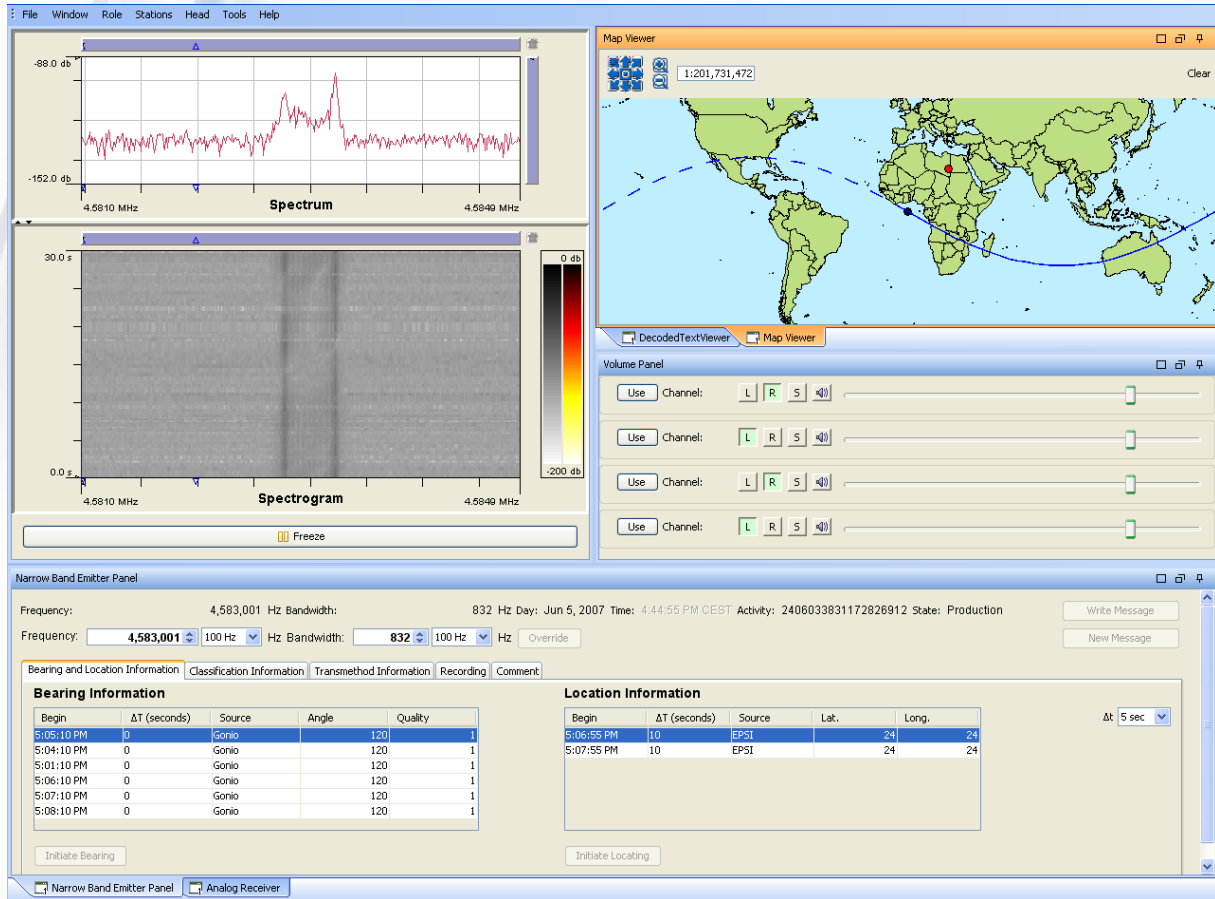 File Window Role Stations Head Tools Help
-88.0 db
-152.0 db
4.5810 MHz Spectrum 4.5849 MHz
30.0 s
0.0 s
0 db
-200 db
4.5810 MHz Spectrogram 4.5849 MHz
Freeze
Map Viewer
1:201,731,472 Clear
DecodedTextViewer Map Viewer
Volume Panel
Use Channel: L R S
Use Channel: L R S
Use Channel: L R S
Use Channel: L R S
Narrow Band Emitter Panel
Frequency: 4,583,001 Hz Bandwidth: 832 Hz Day: Jun 5, 2007 Time: 4:44:55 PM CEST Activity: 2406033831172826912 State: Production Write Message
Frequency: 4,583,001 100 Hz Hz Bandwidth: 832 100 Hz Hz Override New Message
Bearing and Location Information Classification Information Transmethod Information Recording Comment
Bearing Information
Begin ΔT (seconds) Source Angle Quality
5:05:10 PM 0 Gonio 120 1
5:04:10 PM 0 Gonio 120 1
5:01:10 PM 0 Gonio 120 1
5:06:10 PM 0 Gonio 120 1
5:07:10 PM 0 Gonio 120 1
5:08:10 PM 0 Gonio 120 1
Initiate Bearing
Location Information
Begin ΔT (seconds) Source Lat. Long.
5:06:55 PM 10 EPSI 24 24
5:07:55 PM 10 EPSI 24 24
Initiate Locating
Δt 5 sec
Narrow Band Emitter Panel Analog Receiver